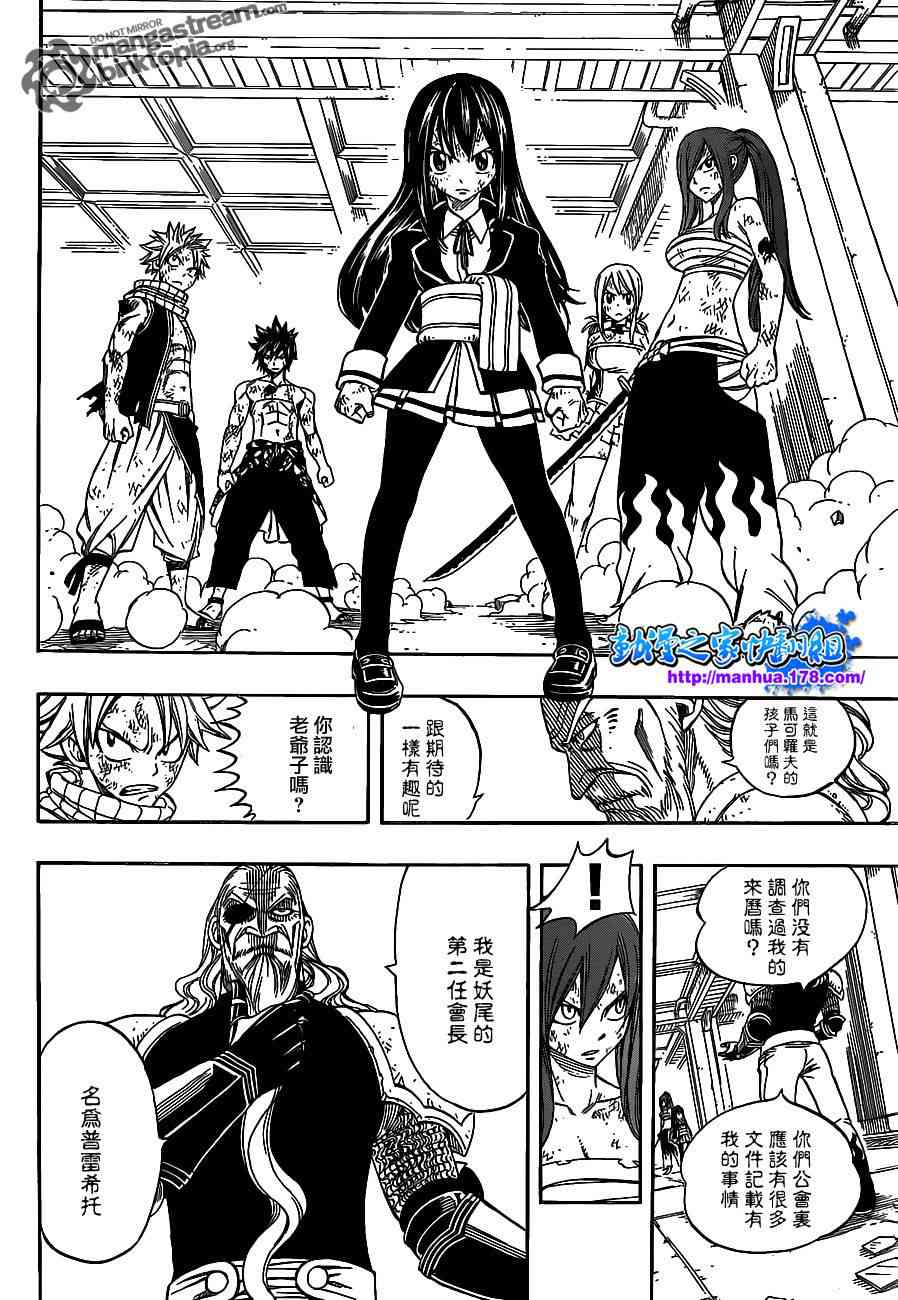 DO NOT MIRROR
mangastream.com
binktopia.org
動漫之家快翻組
http://manhua.178.com/
這就是
馬可羅夫的
孩子們嗎？
跟期待的
一樣有趣呢
你認識
老爺子嗎？
你們没有
調查過我的
來曆嗎？
你們公會裏
應該有很多
文件記載有
我的事情
！
我是妖尾的
第二任會長
名爲普雷希托